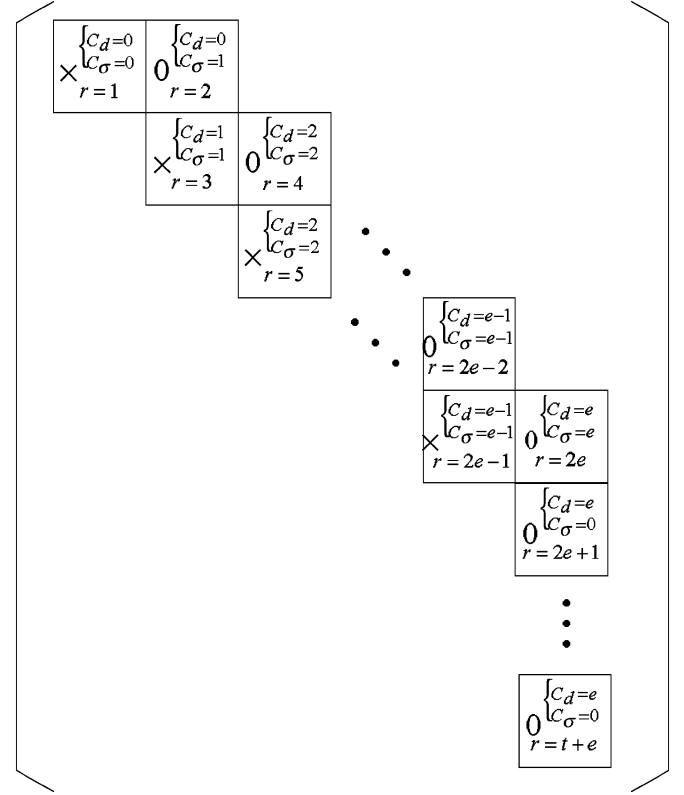 × { C_d=0 C_σ=0 r = 1
0 { C_d=0 C_σ=1 r = 2
× { C_d=1 C_σ=1 r = 3
0 { C_d=2 C_σ=2 r = 4
× { C_d=2 C_σ=2 r = 5
0 { C_d=e−1 C_σ=e−1 r = 2e−2
× { C_d=e−1 C_σ=e−1 r = 2e−1
0 { C_d=e C_σ=e r = 2e
0 { C_d=e C_σ=0 r = 2e+1
0 { C_d=e C_σ=0 r = t+e